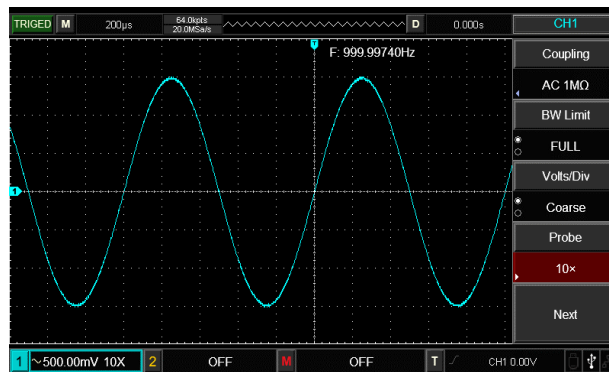 TRIGED M 200μs 64.0kpts D 0.000s CH1
20.0MSa/s
T
F: 999.99740Hz
Coupling
AC 1MΩ
BW Limit
FULL
Volts/Div
1
Coarse
Probe
10×
Next
1 ~500.00mV 10X 2 OFF M OFF T CH1 0.00V